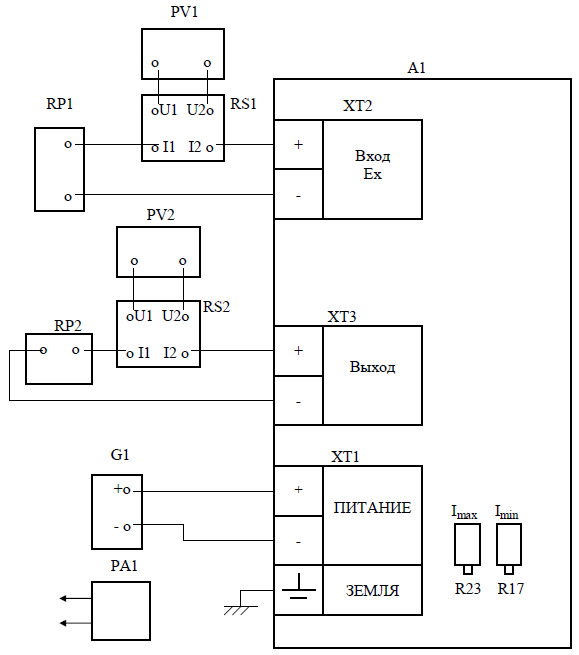 PV1
A1
RP1
RS1
XT2
U1 U2
I1 I2
+
Вход
Ex
-
PV2
RS2
XT3
U1 U2
RP2
I1 I2
+
Выход
-
G1
XT1
+
+
ПИТАНИЕ
-
-
Imax
Imin
PA1
ЗЕМЛЯ
R23
R17